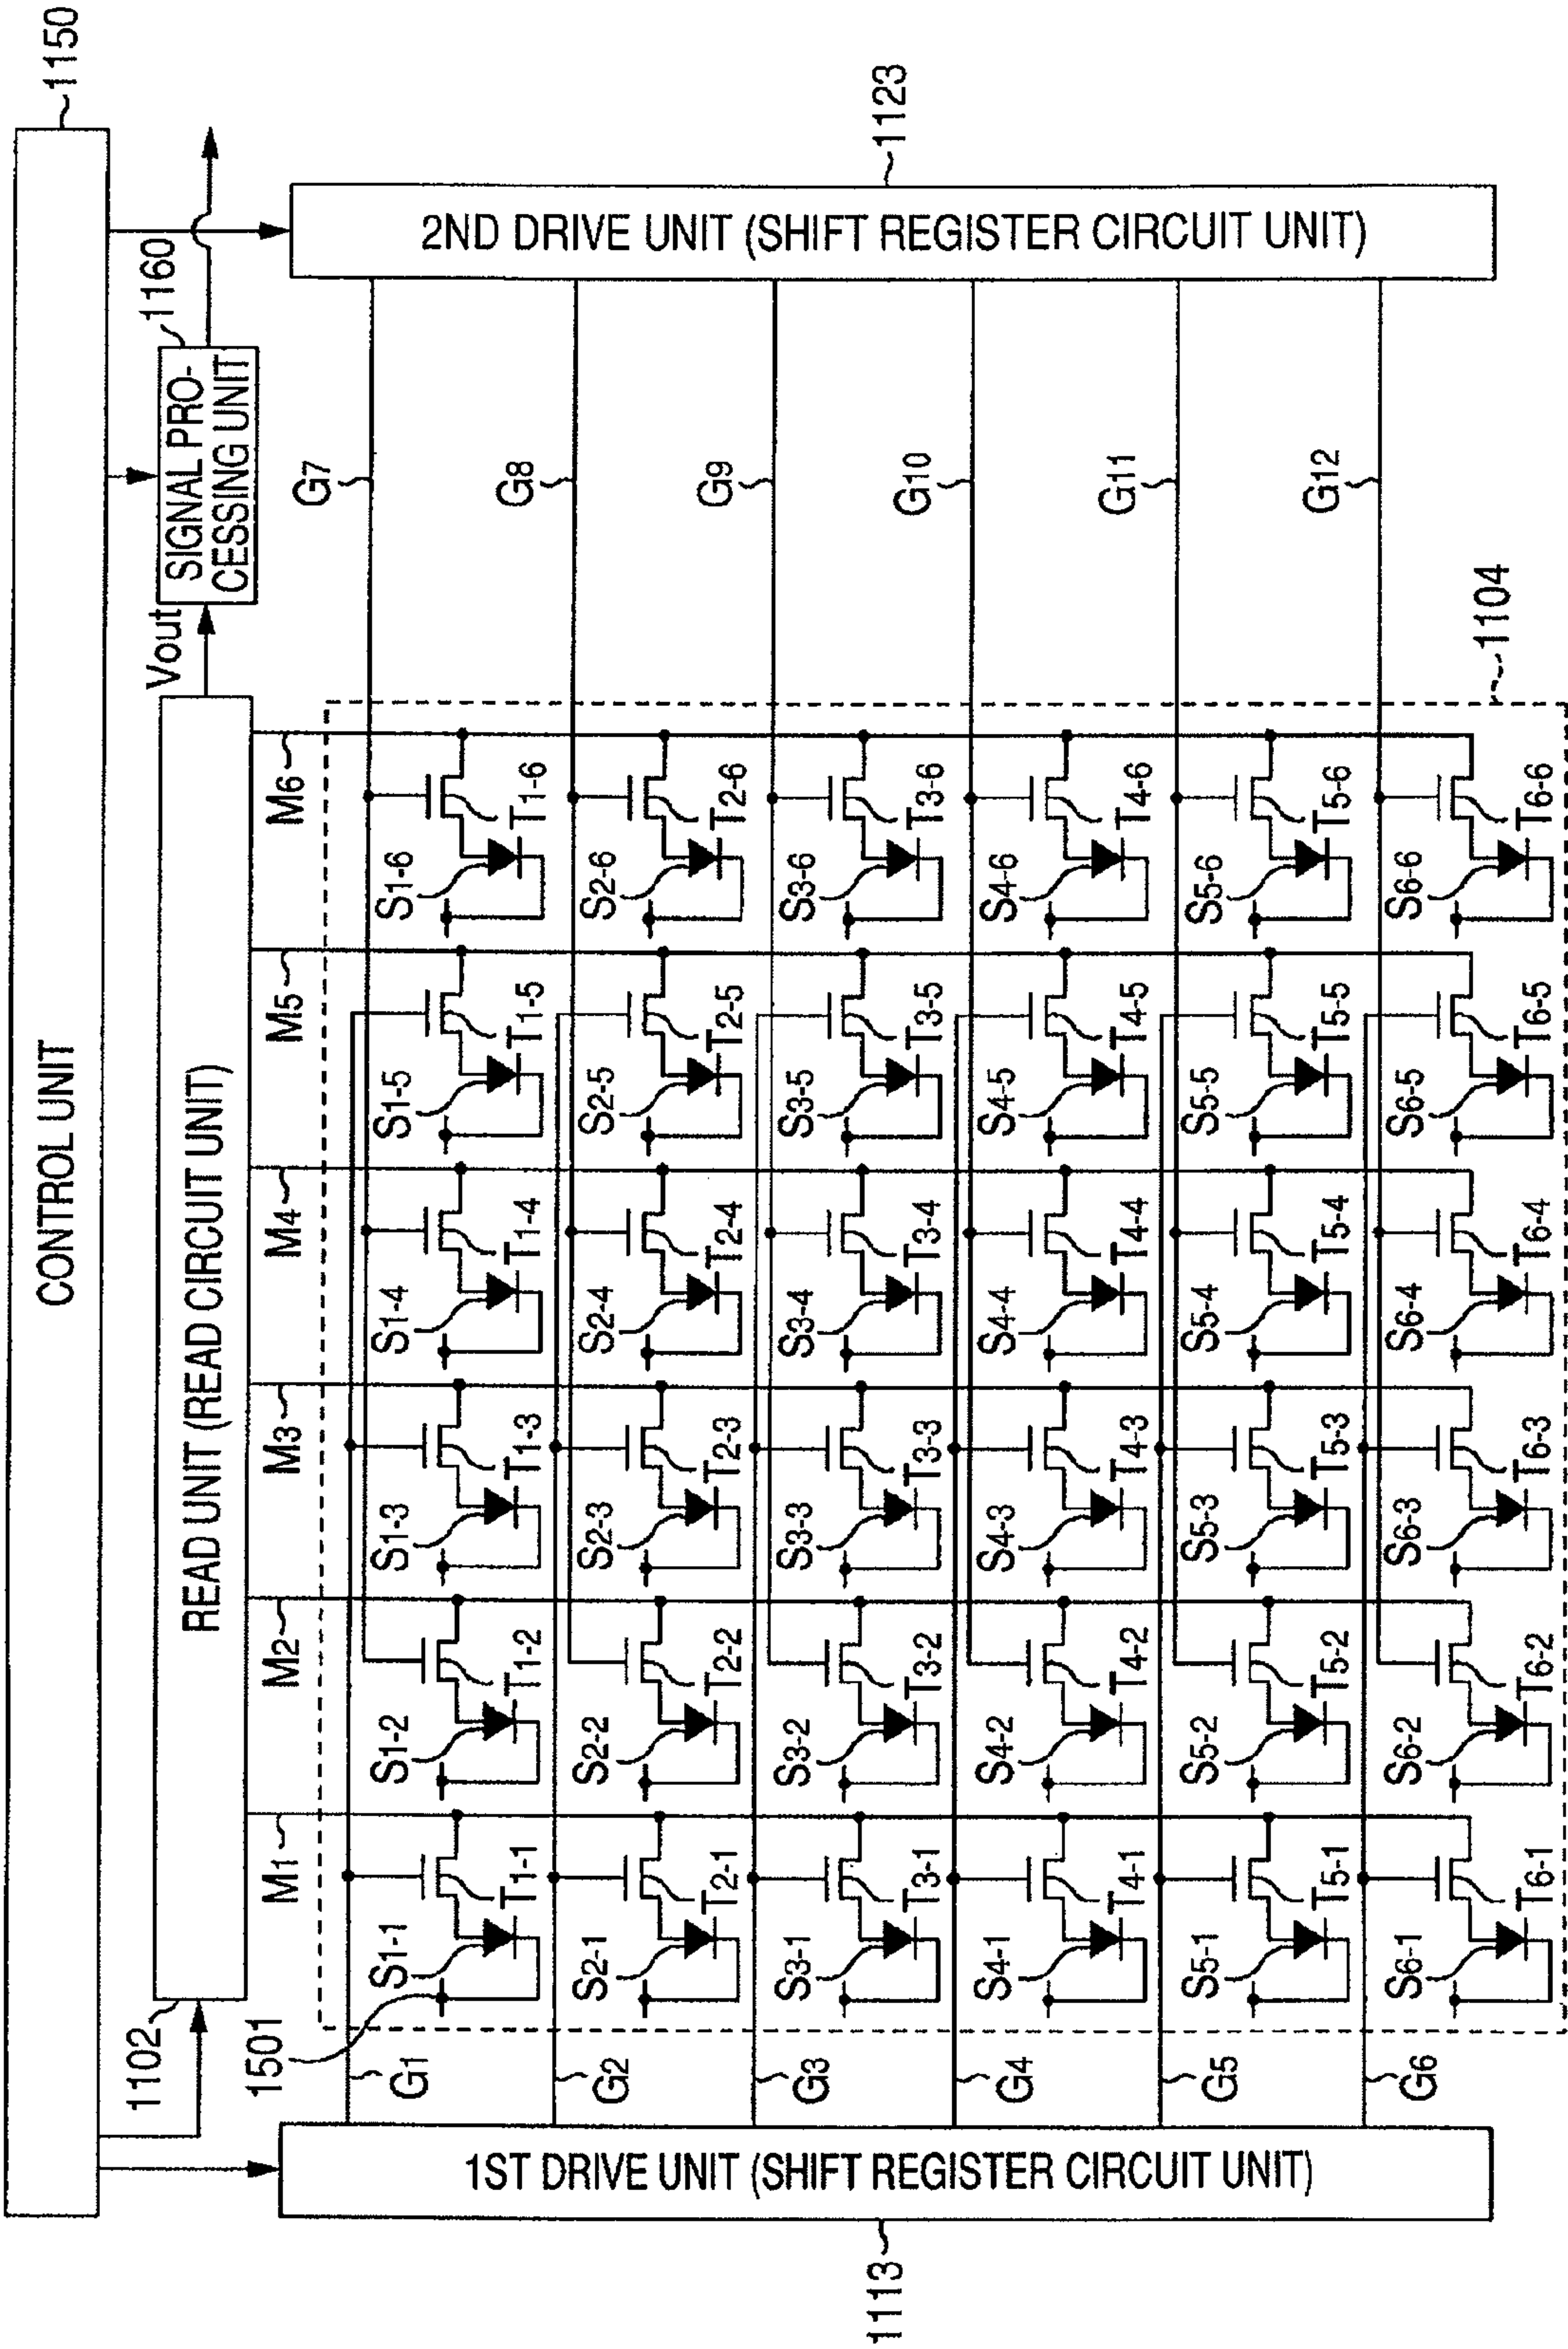 CONTROL UNIT
1150
READ UNIT (READ CIRCUIT UNIT)
1102
Vout
SIGNAL PRO-
CESSING UNIT
1160
1501
M1 M2 M3 M4 M5 M6
1ST DRIVE UNIT (SHIFT REGISTER CIRCUIT UNIT)
1113
2ND DRIVE UNIT (SHIFT REGISTER CIRCUIT UNIT)
1123
G1 G7
S1-1 S1-2 S1-3 S1-4 S1-5 S1-6
T1-1 T1-2 T1-3 T1-4 T1-5 T1-6
G2 G8
S2-1 S2-2 S2-3 S2-4 S2-5 S2-6
T2-1 T2-2 T2-3 T2-4 T2-5 T2-6
G3 G9
S3-1 S3-2 S3-3 S3-4 S3-5 S3-6
T3-1 T3-2 T3-3 T3-4 T3-5 T3-6
G4 G10
S4-1 S4-2 S4-3 S4-4 S4-5 S4-6
T4-1 T4-2 T4-3 T4-4 T4-5 T4-6
G5 G11
S5-1 S5-2 S5-3 S5-4 S5-5 S5-6
T5-1 T5-2 T5-3 T5-4 T5-5 T5-6
G6 G12
S6-1 S6-2 S6-3 S6-4 S6-5 S6-6
T6-1 T6-2 T6-3 T6-4 T6-5 T6-6
1104